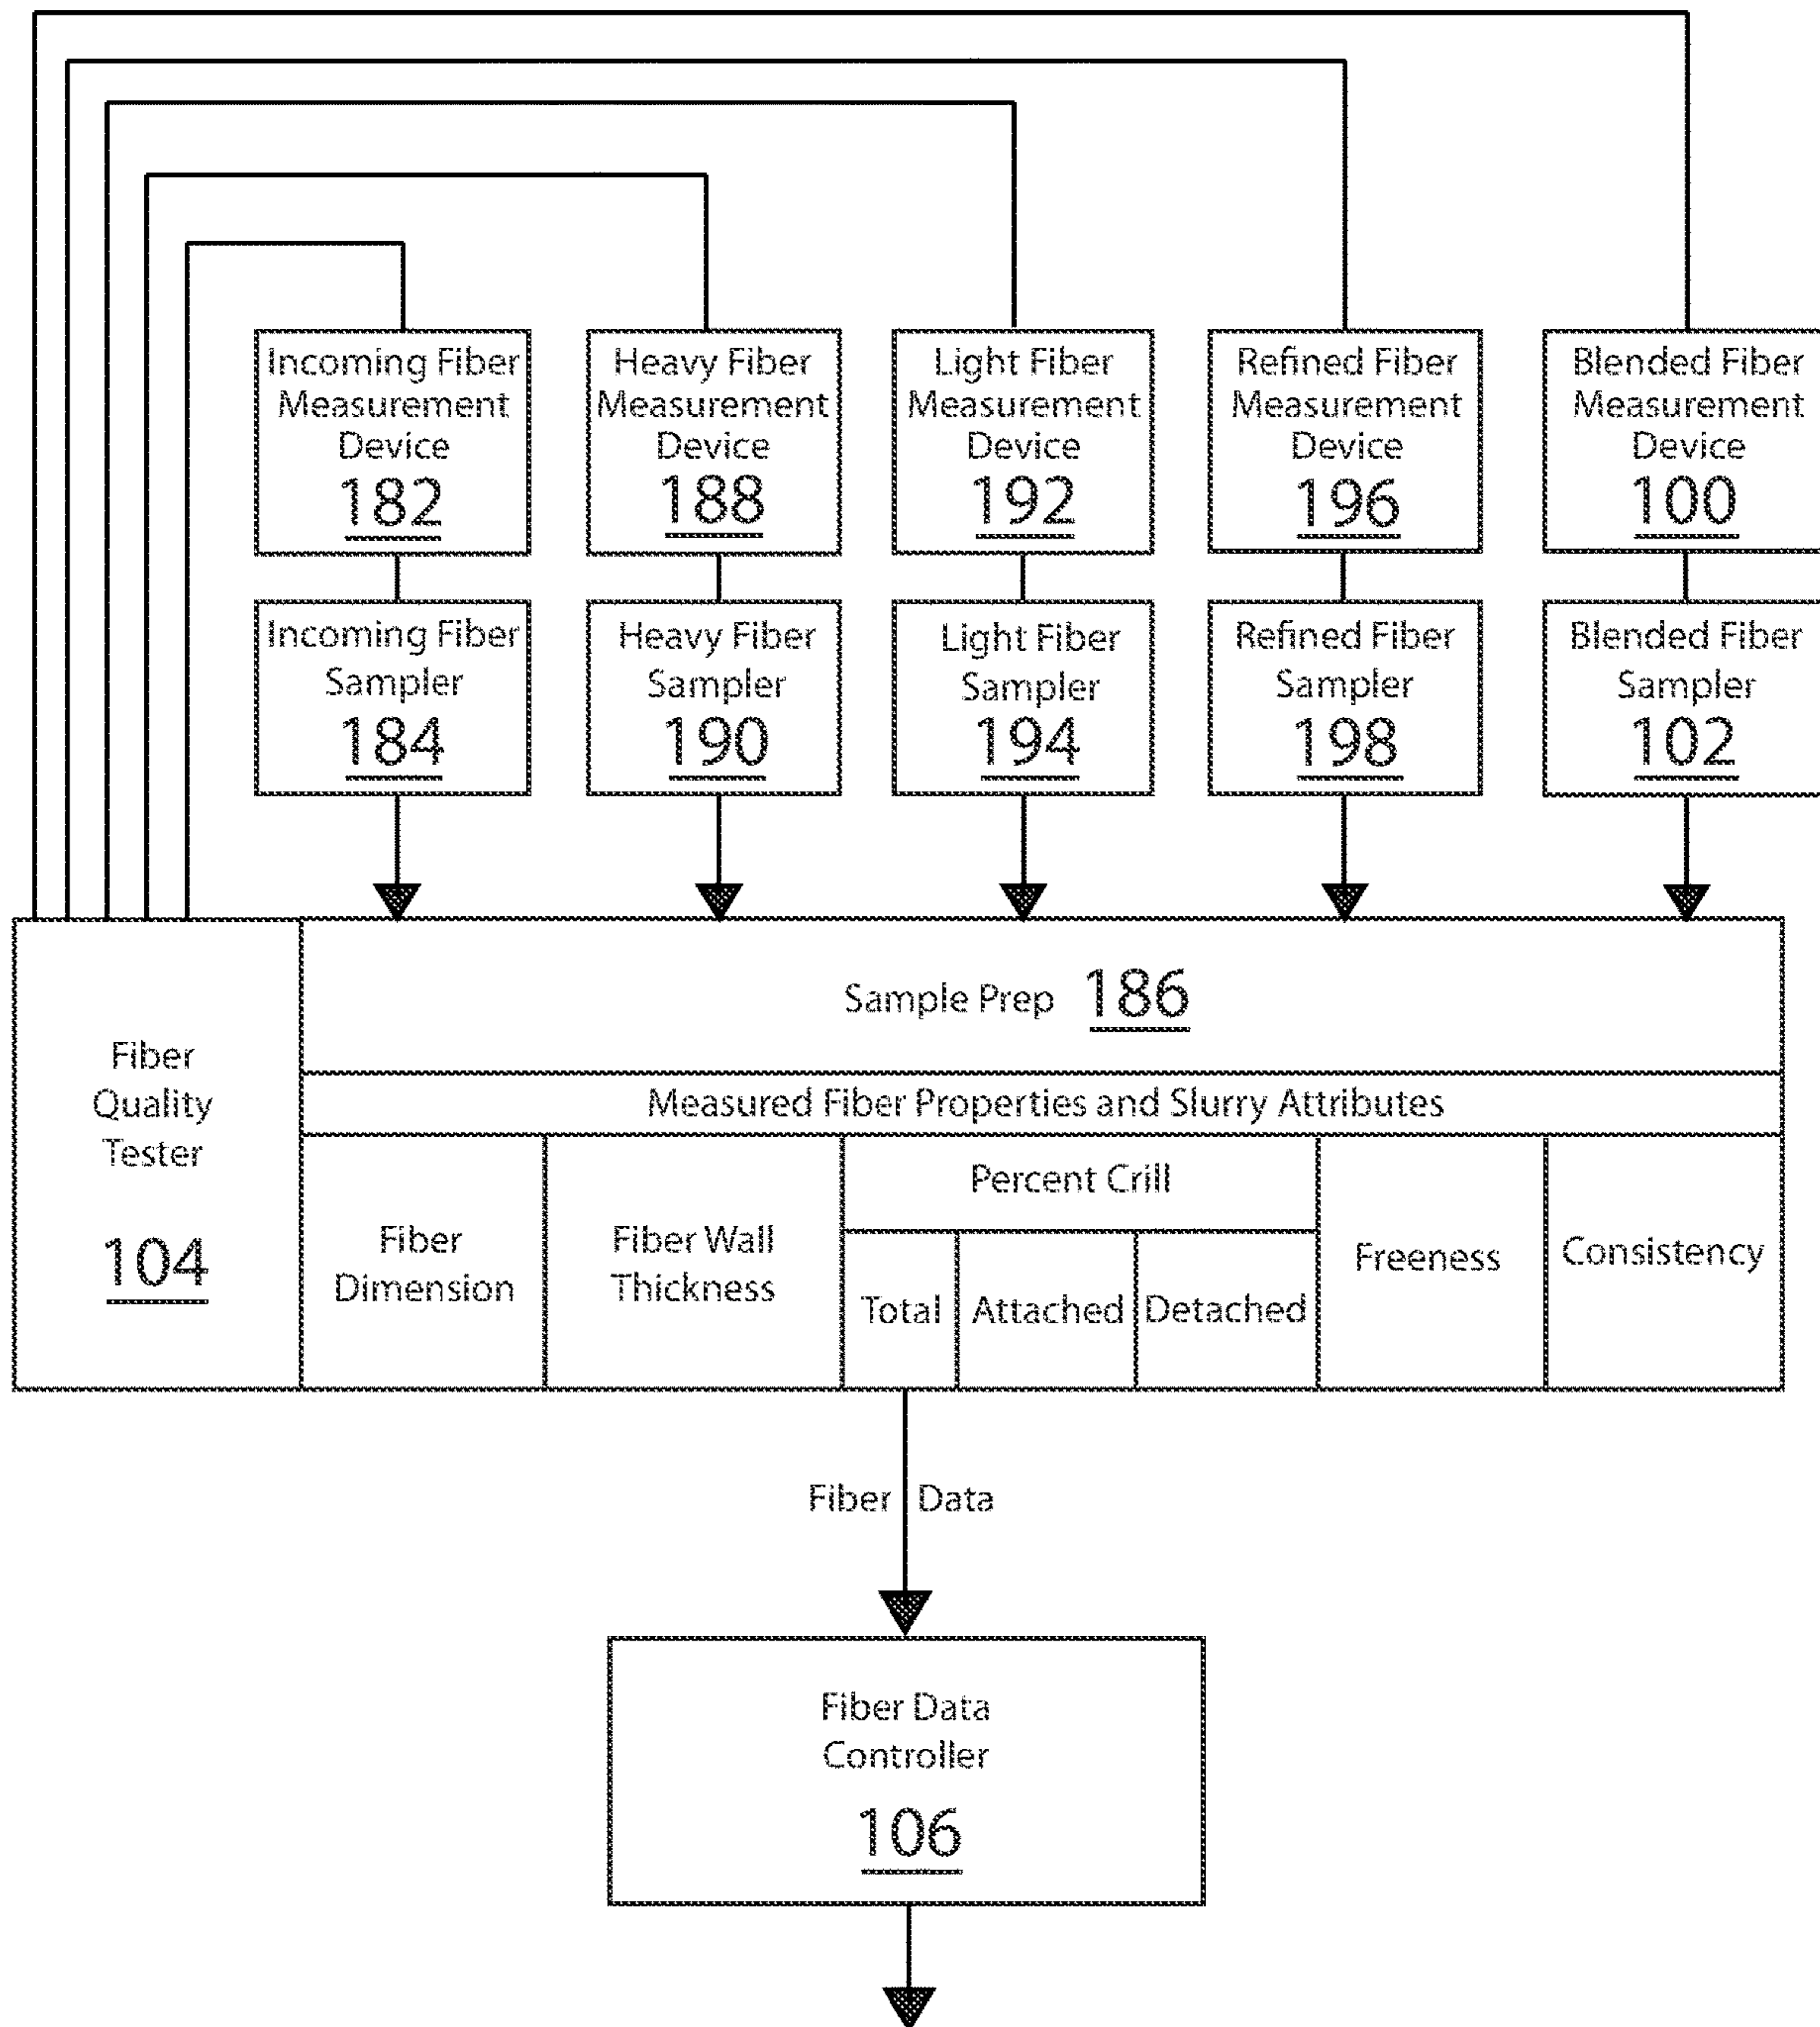 Incoming Fiber
Measurement
Device
182
Heavy Fiber
Measurement
Device
188
Light Fiber
Measurement
Device
192
Refined Fiber
Measurement
Device
196
Blended Fiber
Measurement
Device
100
Incoming Fiber
Sampler
184
Heavy Fiber
Sampler
190
Light Fiber
Sampler
194
Refined Fiber
Sampler
198
Blended Fiber
Sampler
102
Fiber
Quality
Tester
104
Sample Prep 186
Measured Fiber Properties and Slurry Attributes
Fiber
Dimension
Fiber Wall
Thickness
Percent Crill
Total
Attached
Detached
Freeness
Consistency
Fiber Data
Fiber Data
Controller
106